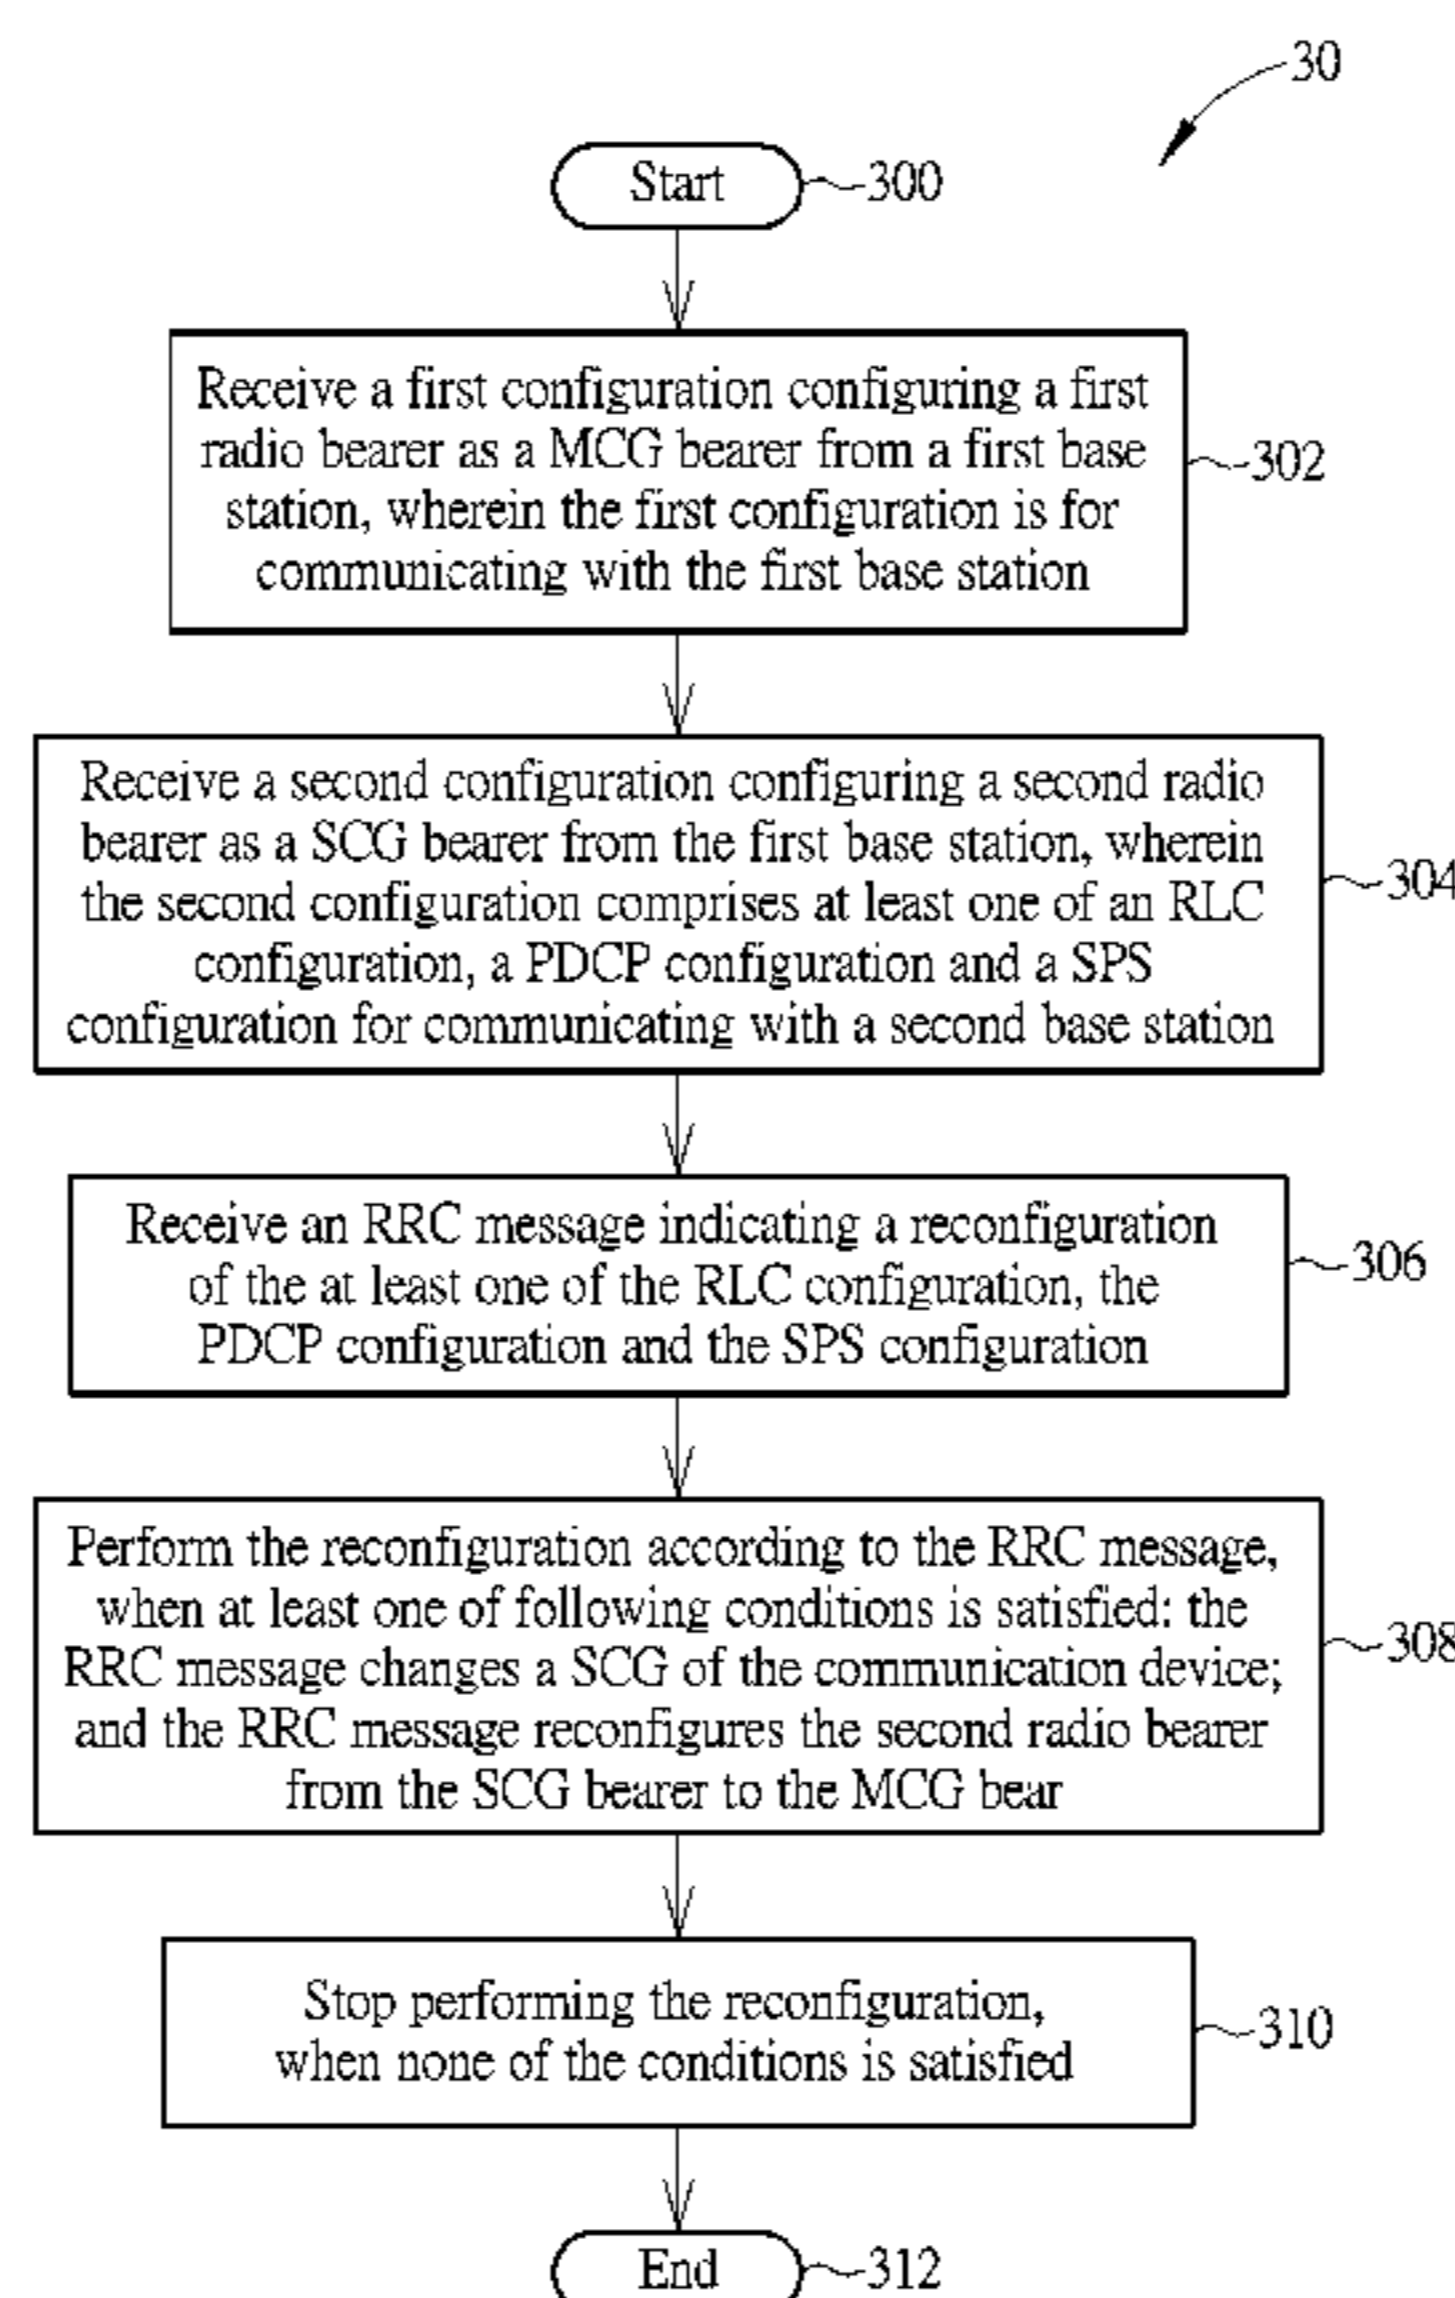 30
Start
300
Receive a first configuration configuring a first
radio bearer as a MCG bearer from a first base
station, wherein the first configuration is for
communicating with the first base station
302
Receive a second configuration configuring a second radio
bearer as a SCG bearer from the first base station, wherein
the second configuration comprises at least one of an RLC
configuration, a PDCP configuration and a SPS
configuration for communicating with a second base station
304
Receive an RRC message indicating a reconfiguration
of the at least one of the RLC configuration, the
PDCP configuration and the SPS configuration
306
Perform the reconfiguration according to the RRC message,
when at least one of following conditions is satisfied: the
RRC message changes a SCG of the communication device;
and the RRC message reconfigures the second radio bearer
from the SCG bearer to the MCG bear
308
Stop performing the reconfiguration,
when none of the conditions is satisfied
310
End
312